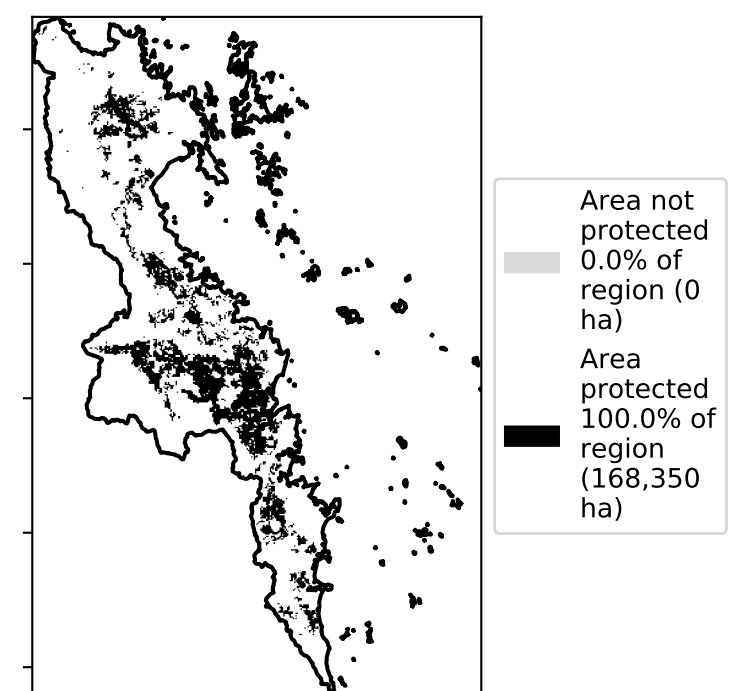 Area not
protected
0.0% of
region (0
ha)
Area
protected
100.0% of
region
(168,350
ha)